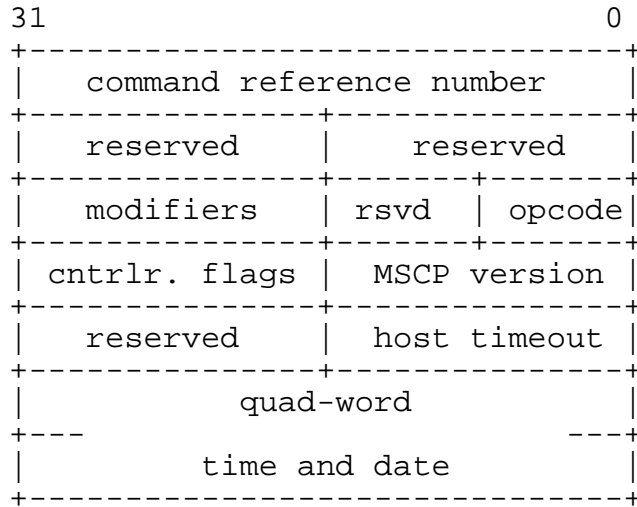 31 0
command reference number
reserved | reserved
modifiers | rsvd | opcode
cntrlr. flags | MSCP version
reserved | host timeout
quad-word
--- ---
time and date